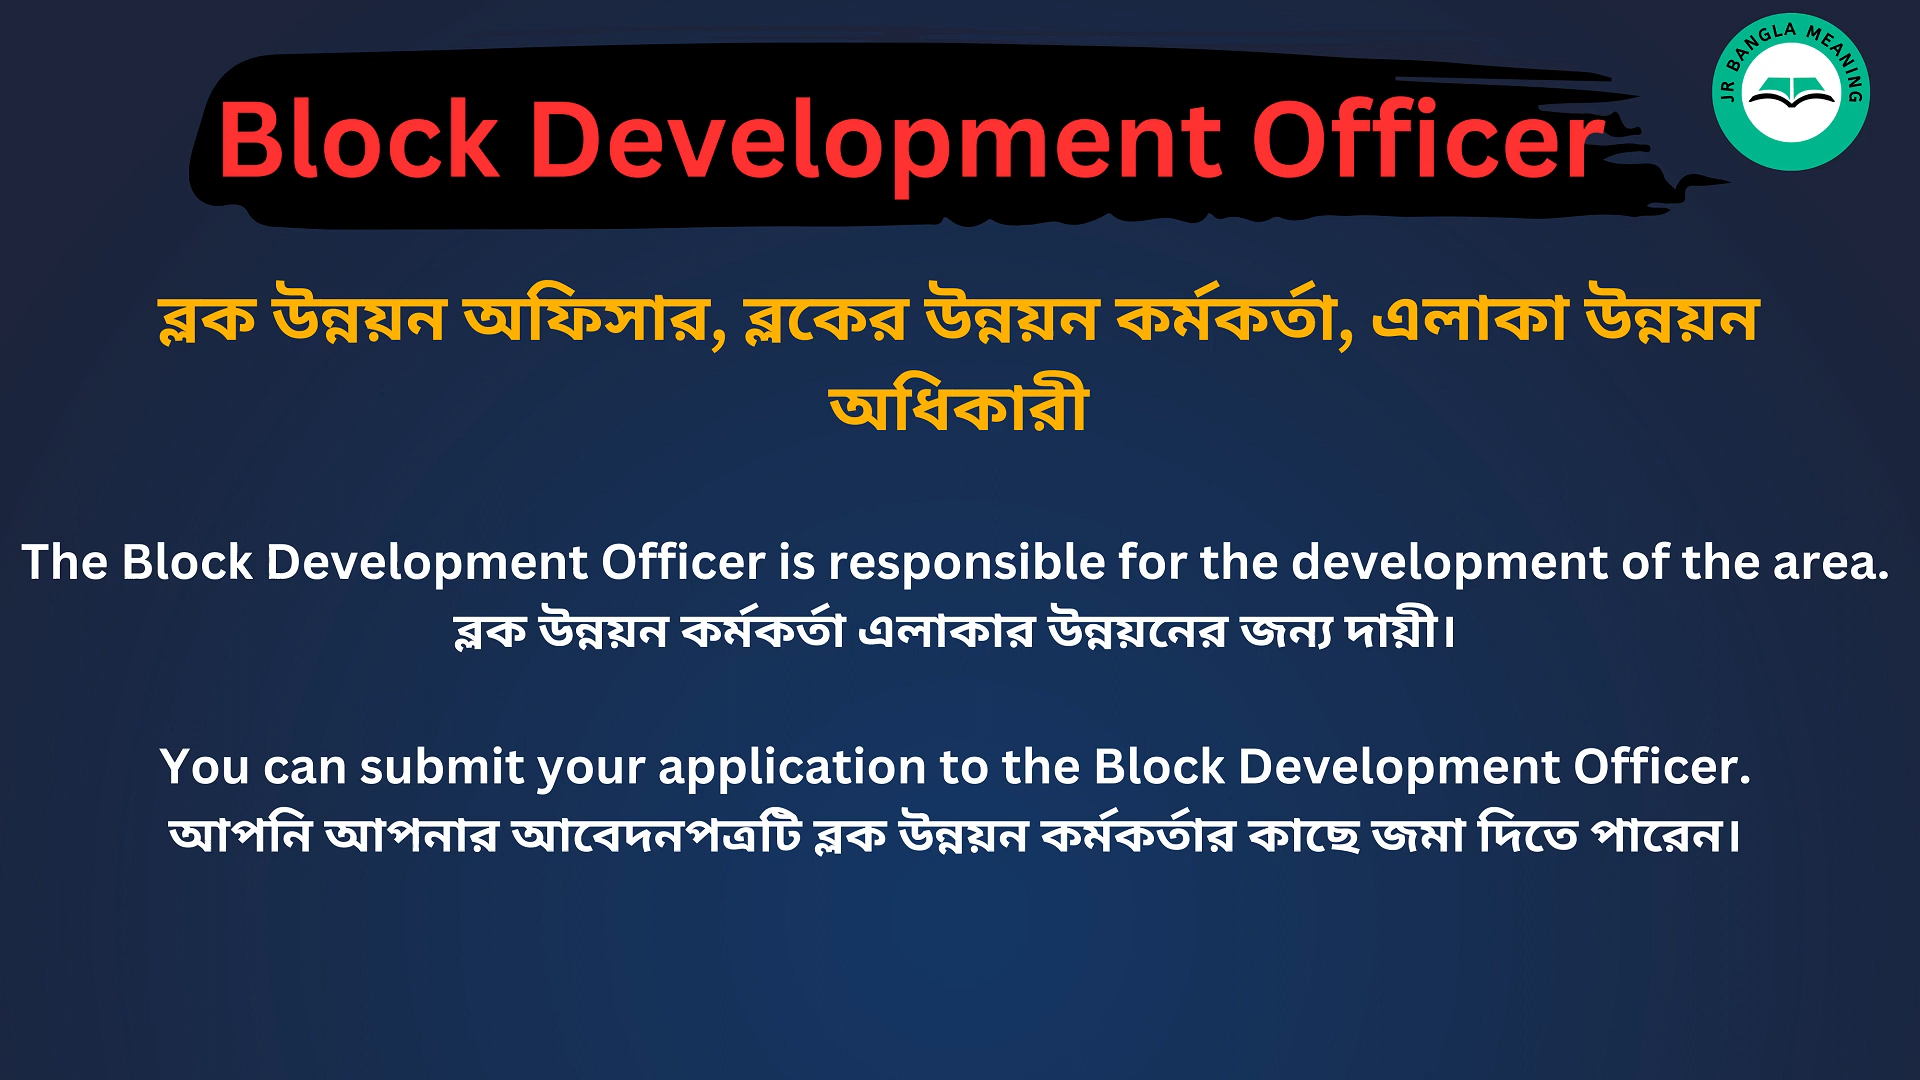 JR BANGLA MEANING
Block Development Officer
ব্লক উন্নয়ন অফিসার, ব্লকের উন্নয়ন কর্মকর্তা, এলাকা উন্নয়ন
অধিকারী
The Block Development Officer is responsible for the development of the area.
ব্লক উন্নয়ন কর্মকর্তা এলাকার উন্নয়নের জন্য দায়ী।
You can submit your application to the Block Development Officer.
আপনি আপনার আবেদনপত্রটি ব্লক উন্নয়ন কর্মকর্তার কাছে জমা দিতে পারেন।